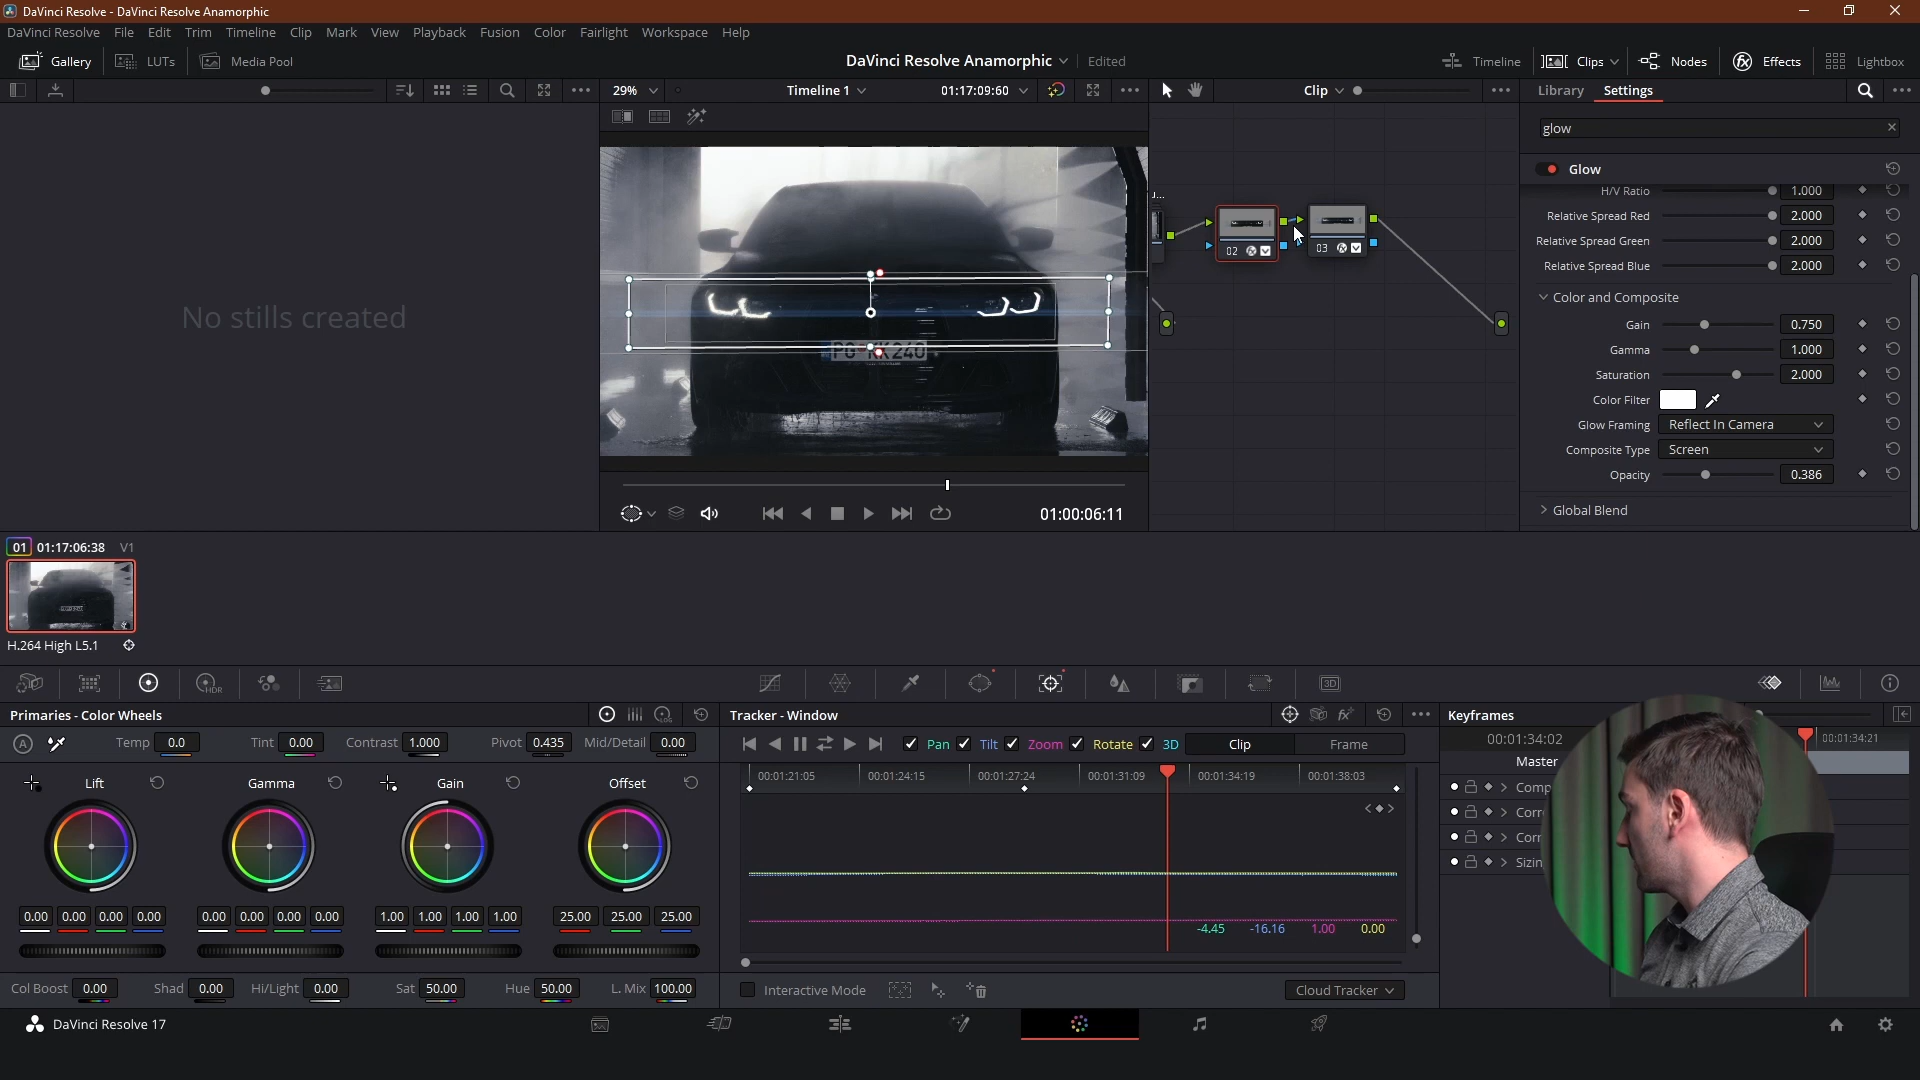 DaVinci Resolve - DaVinci Resolve Anamorphic
DaVinci Resolve File Edit Trim Timeline Clip Mark View Playback Fusion Color Fairlight Workspace Help
Gallery LUTs Media Pool DaVinci Resolve Anamorphic Edited Timeline Clips Nodes Effects Lightbox
29% Timeline 1 01:17:09:60 Clip Library Settings
glow
Glow
H/V Ratio 1.000
Relative Spread Red 2.000
Relative Spread Green 2.000
Relative Spread Blue 2.000
Color and Composite
Gain 0.750
Gamma 1.000
Saturation 2.000
Color Filter
Glow Framing Reflect In Camera
Composite Type Screen
Opacity 0.386
Global Blend
No stills created
02 03
01:00:06:11
01 01:17:06:38 V1
H.264 High L5.1
HDR
3D
Primaries - Color Wheels
A Temp 0.0 Tint 0.00 Contrast 1.000 Pivot 0.435 Mid/Detail 0.00
Lift Gamma Gain Offset
0.00 0.00 0.00 0.00 0.00 0.00 0.00 0.00 1.00 1.00 1.00 1.00 25.00 25.00 25.00
Col Boost 0.00 Shad 0.00 Hi/Light 0.00 Sat 50.00 Hue 50.00 L. Mix 100.00
Tracker - Window
Pan Tilt Zoom Rotate 3D Clip Frame
00:01:21:05 00:01:24:15 00:01:27:24 00:01:31:09 00:01:34:19 00:01:38:03
-4.45 -16.16 1.00 0.00
Interactive Mode Cloud Tracker
Keyframes
00:01:34:02 00:01:34:21
Master
DaVinci Resolve 17